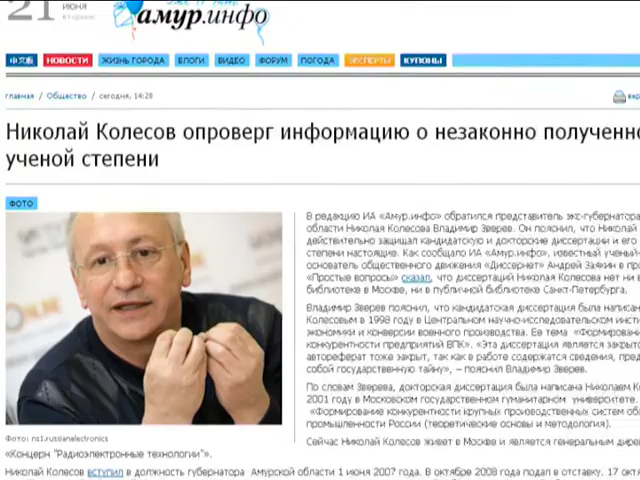 21 июня
вторник
амур.инфо
中文版 НОВОСТИ ЖИЗНЬ ГОРОДА БЛОГИ ВИДЕО ФОРУМ ПОГОДА ЭКСПЕРТЫ КУПОНЫ
главная / Общество / сегодня, 14:28
Николай Колесов опроверг информацию о незаконно полученно
ученой степени
ФОТО
В редакцию ИА «Амур.инфо» обратился представитель экс-губернатора
области Николая Колесова Владимир Зверев. Он пояснил, что Николай
действительно защищал кандидатскую и докторские диссертации и его
степени настоящие. Как сообщало ИА «Амур.инфо», известный ученый-
основатель общественного движения «Диссернет» Андрей Заякин в пр
«Простые вопросы» сказал, что диссертаций Николая Колесова нет ни в
библиотеке в Москве, ни в публичной библиотеке Санкт-Петербурга.
Владимир Зверев пояснил, что кандидатская диссертация была написан
Колесовым в 1998 году в Центральном научно-исследовательском инсти
экономики и конверсии военного производства. Ее тема «Формировани
конкурентности предприятий ВПК». «Эта диссертация является закрыто
автореферат тоже закрыт, так как в работе содержатся сведения, пред
собой государственную тайну», – пояснил Владимир Зверев.
По словам Зверева, докторская диссертация была написана Николаем К
2001 году в Московском государственном гуманитарном университете.
«Формирование конкурентности крупных производственных систем об
промышленности России (теоретические основы и методология).
Сейчас Николай Колесов живет в Москве и является генеральным дире
Фото: ns1.russianelectronics
«Концерн "Радиоэлектронные технологии"».
Николай Колесов вступил в должность губернатора Амурской области 1 июня 2007 года. В октябре 2008 года подал в отставку. 17 окт